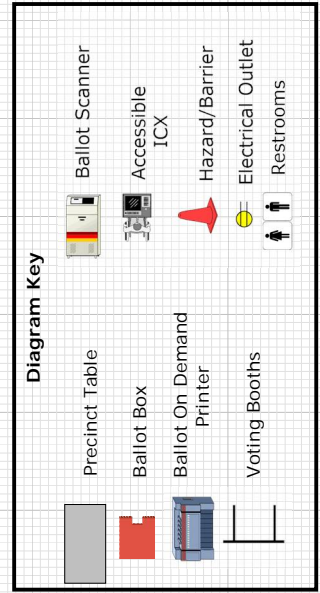 Diagram Key
Precinct Table
Ballot Box
Ballot On Demand
Printer
Voting Booths
Ballot Scanner
Accessible
ICX
Hazard/Barrier
Electrical Outlet
Restrooms